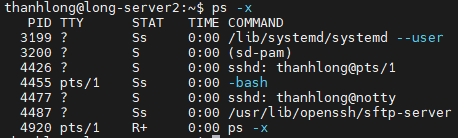 thanhlong@long-server2:~$ ps -x
PID TTY STAT TIME COMMAND
3199 ? Ss 0:00 /lib/systemd/systemd --user
3200 ? S 0:00 (sd-pam)
4426 ? S 0:00 sshd: thanhlong@pts/1
4455 pts/1 Ss 0:00 -bash
4477 ? S 0:00 sshd: thanhlong@notty
4487 ? Ss 0:00 /usr/lib/openssh/sftp-server
4920 pts/1 R+ 0:00 ps -x